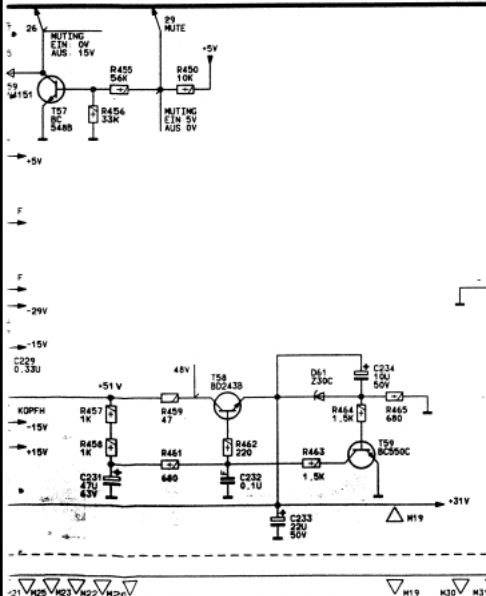 26
29
MUTE
MUTING
EIN: 0V
AUS: 15V
+5V
R455
56K
R450
10K
T57
BC
548B
R456
33K
MUTING
EIN 5V
AUS 0V
+5V
F
F
-29V
-15V
C229
0.33U
+51 V
48V
T58
BD243B
D61
Z30C
C234
10U
50V
KOPFH
-15V
+15V
R457
1K
R459
47
R464
1,5K
R465
680
R458
1K
R461
680
R462
220
R463
1,5K
T59
BC550C
C231
47U
63V
C232
0.1U
+31V
C233
22U
50V
M19
M25
M23
M22
M19
M30